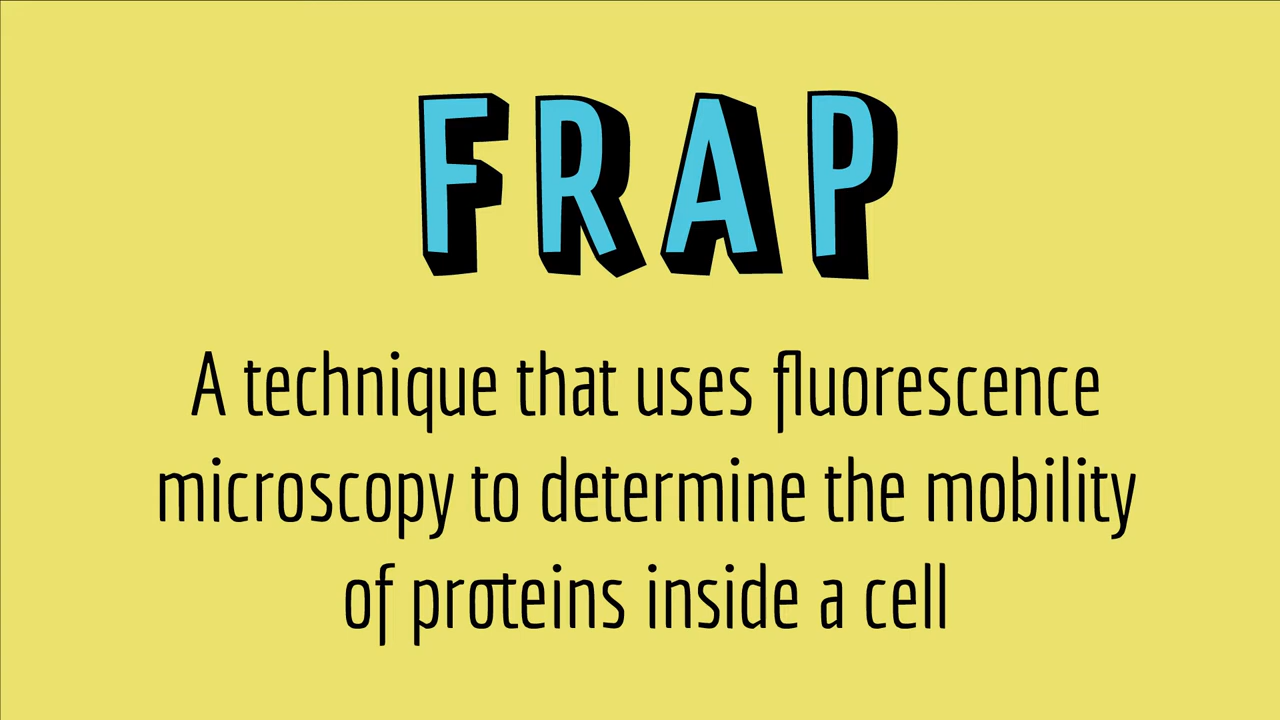 FRAP
A technique that uses fluorescence
microscopy to determine the mobility
of proteins inside a cell